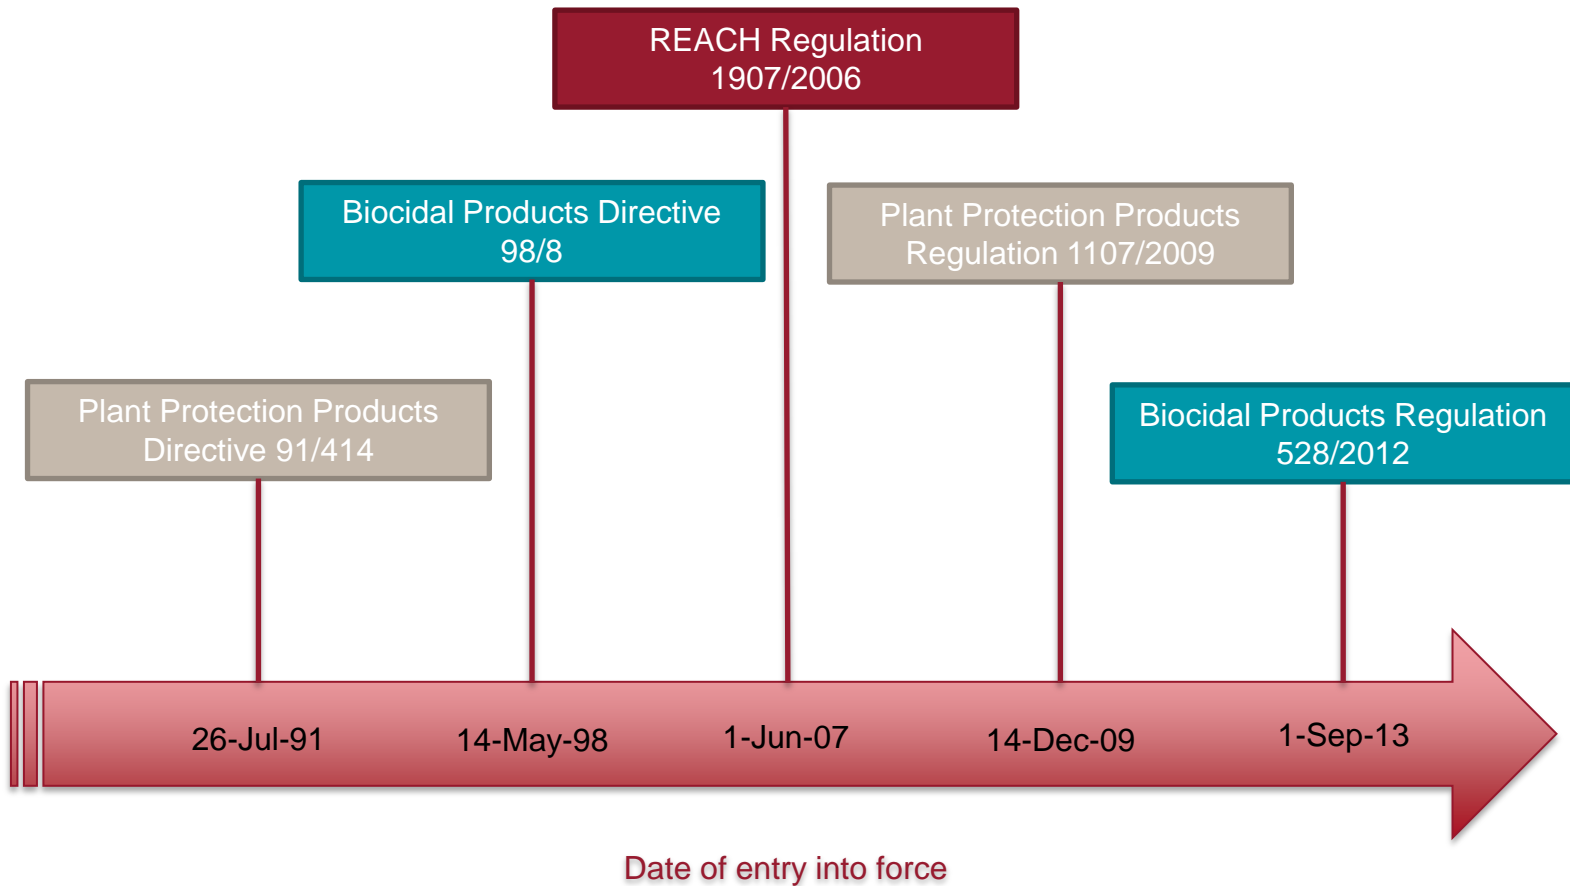 REACH Regulation
1907/2006
Biocidal Products Directive
98/8
Plant Protection Products
Regulation 1107/2009
Plant Protection Products
Directive 91/414
Biocidal Products Regulation
528/2012
26-Jul-91
14-May-98
1-Jun-07
14-Dec-09
1-Sep-13
Date of entry into force